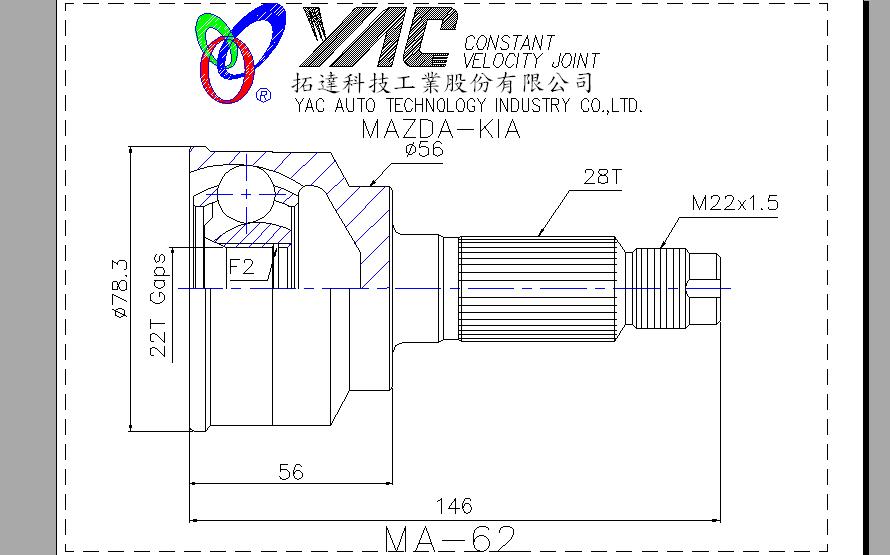 YAC CONSTANT
VELOCITY JOINT
®
拓達科技工業股份有限公司
YAC AUTO TECHNOLOGY INDUSTRY CO.,LTD.
MAZDA-KIA
ø56
28T
M22x1.5
F2
ø78.3
22T Gaps
56
146
MA-62